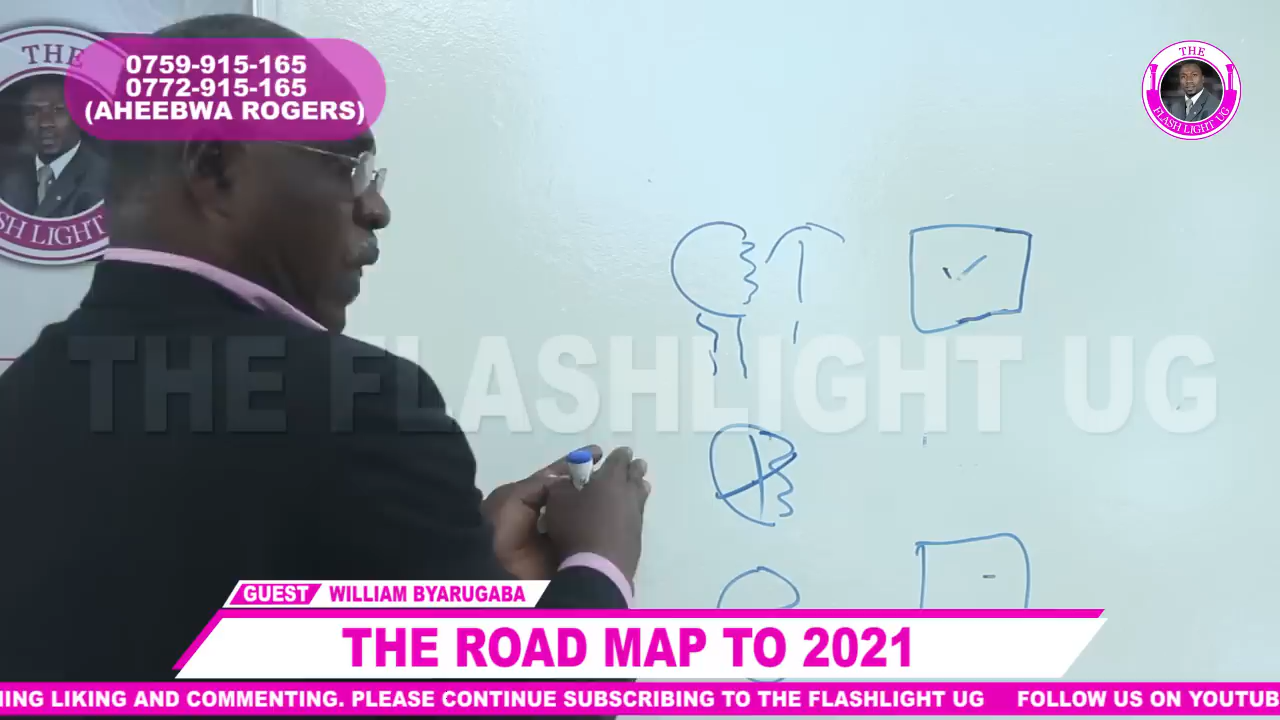 THE
SH LIGHT
0759-915-165
0772-915-165
(AHEEBWA ROGERS)
THE
FLASH LIGHT UG
THE FLASHLIGHT UG
GUEST WILLIAM BYARUGABA
THE ROAD MAP TO 2021
NING LIKING AND COMMENTING. PLEASE CONTINUE SUBSCRIBING TO THE FLASHLIGHT UG FOLLOW US ON YOUTUB